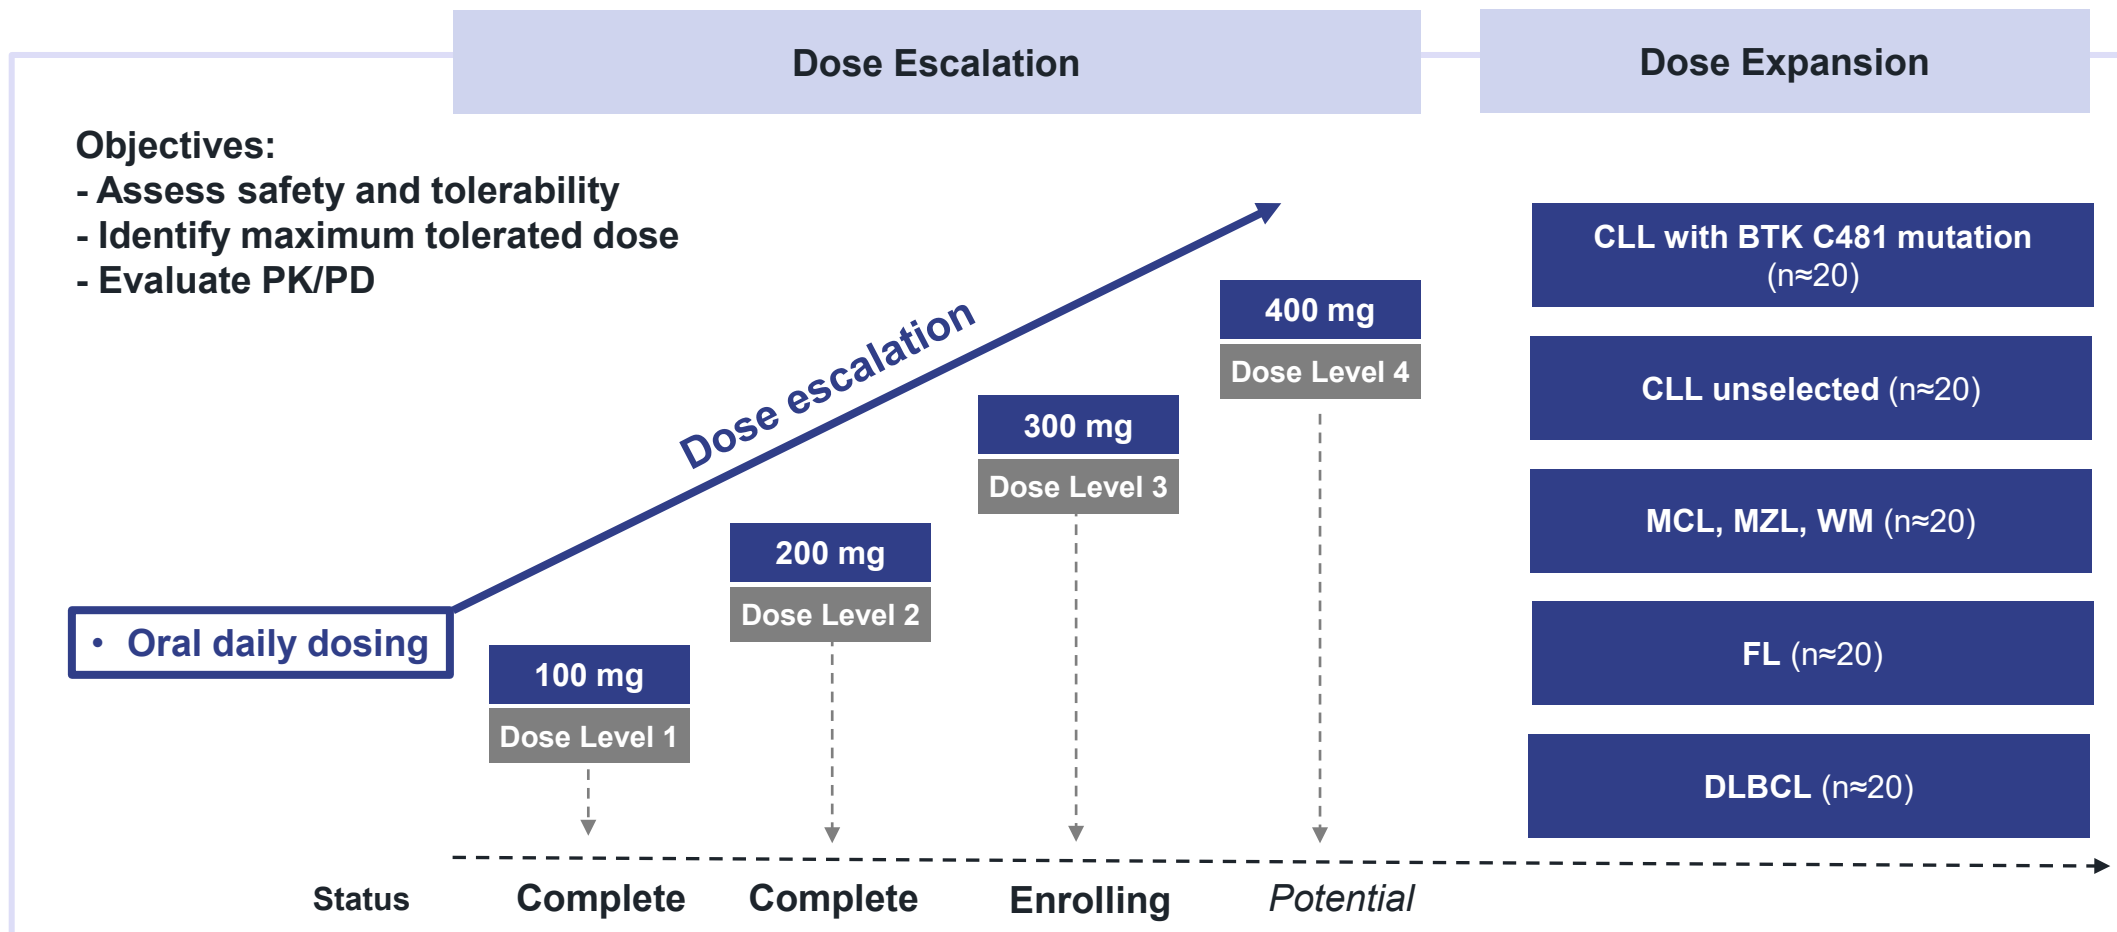 Dose Escalation
Dose Expansion
Objectives:
- Assess safety and tolerability
- Identify maximum tolerated dose
- Evaluate PK/PD
Dose escalation
• Oral daily dosing
100 mg
Dose Level 1
200 mg
Dose Level 2
300 mg
Dose Level 3
400 mg
Dose Level 4
CLL with BTK C481 mutation
(n≈20)
CLL unselected (n≈20)
MCL, MZL, WM (n≈20)
FL (n≈20)
DLBCL (n≈20)
Status
Complete
Complete
Enrolling
Potential